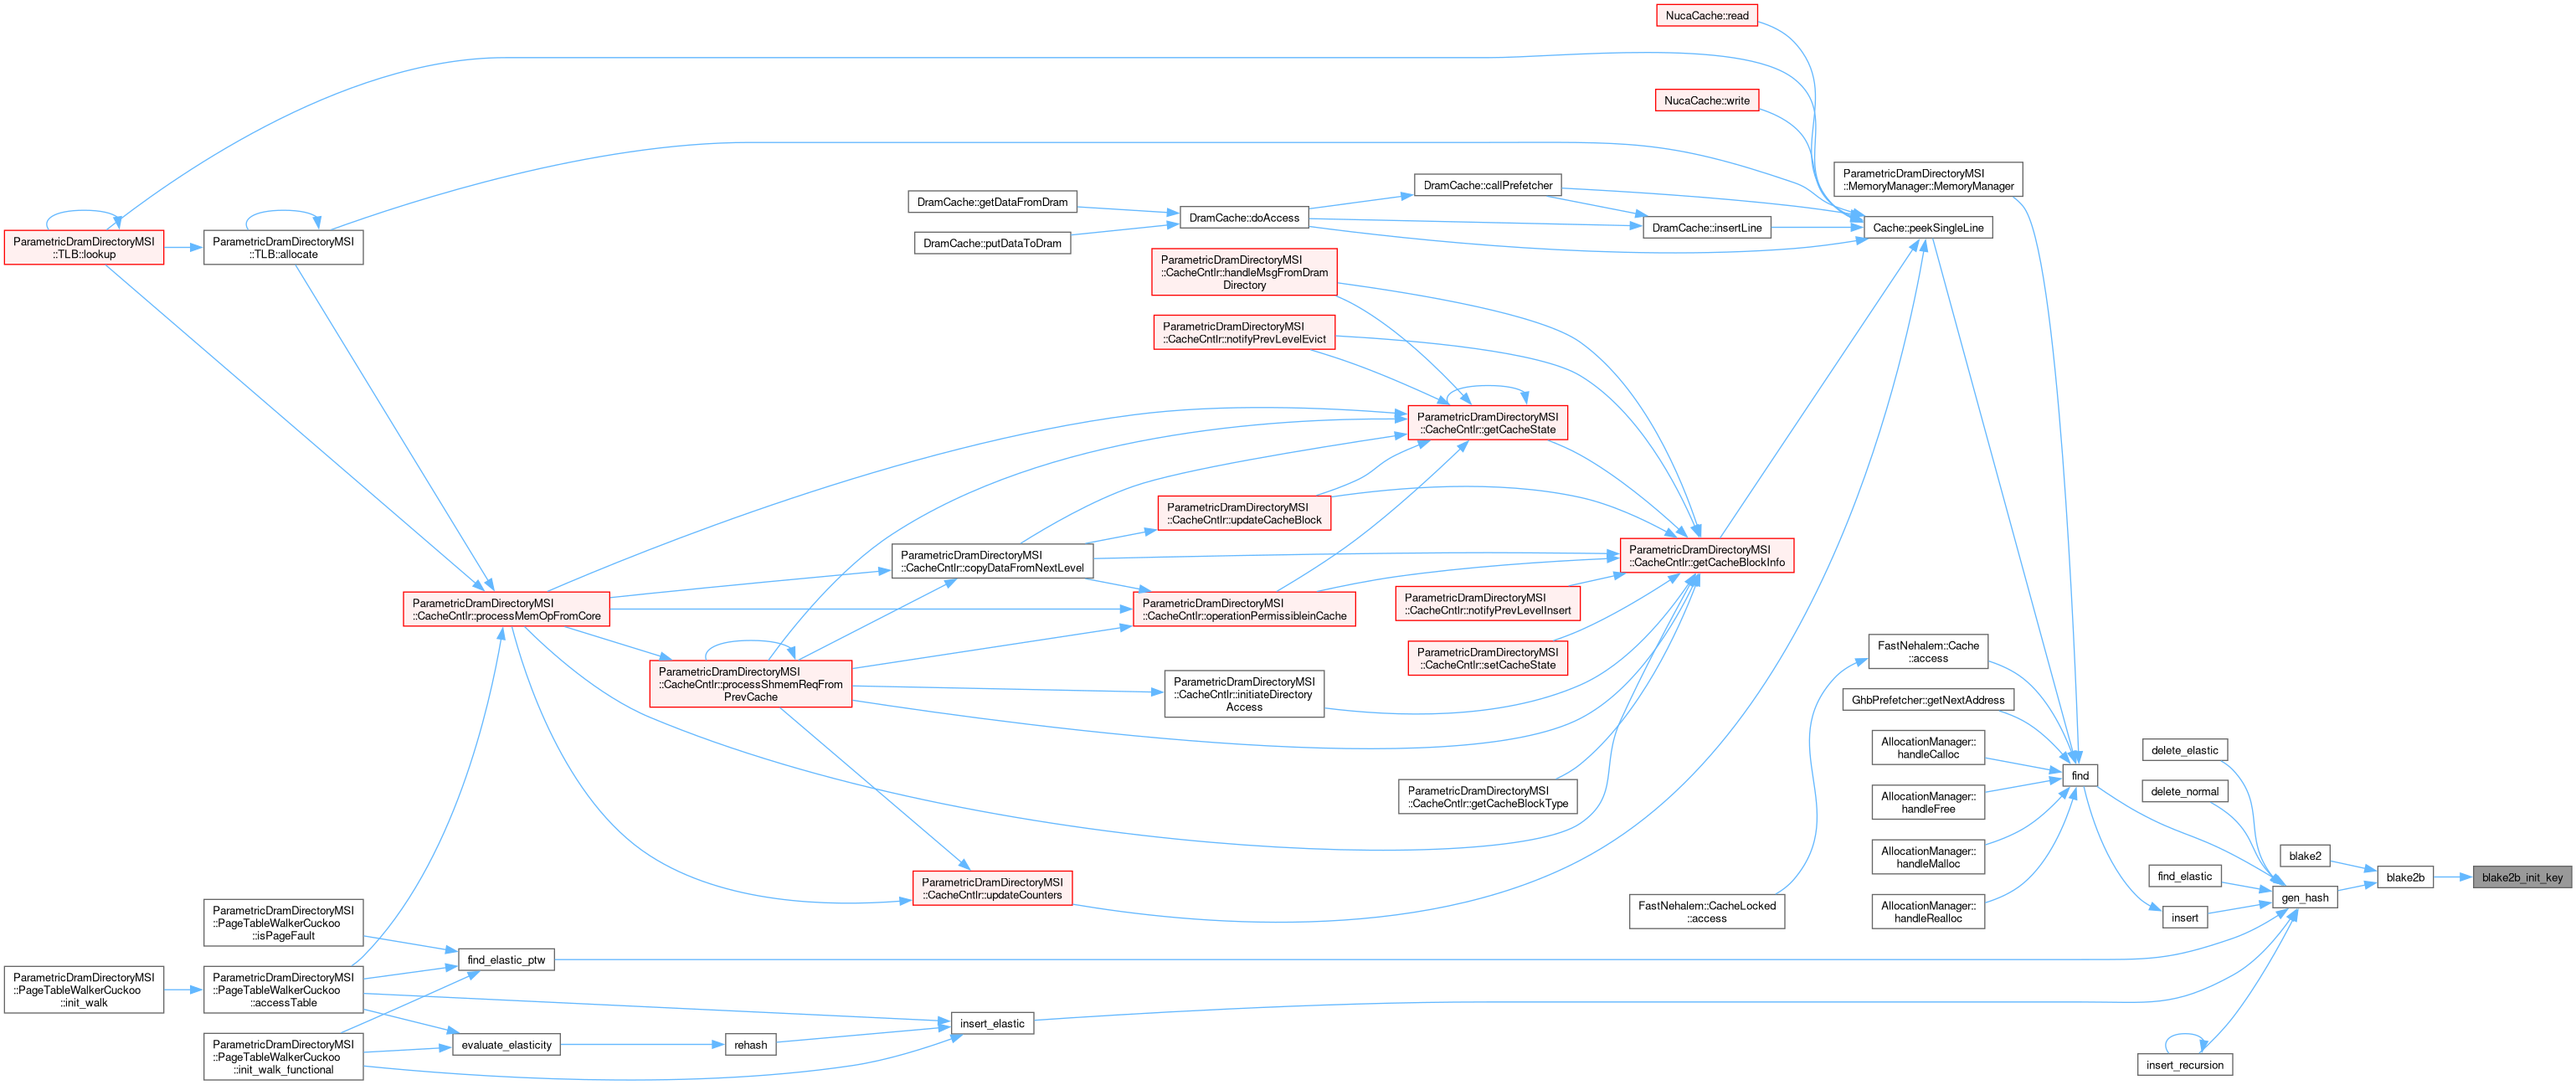 NucaCache::read
NucaCache::write
ParametricDramDirectoryMSI
::MemoryManager::MemoryManager
DramCache::callPrefetcher
DramCache::getDataFromDram
DramCache::doAccess
DramCache::insertLine
Cache::peekSingleLine
DramCache::putDataToDram
ParametricDramDirectoryMSI
::TLB::lookup
ParametricDramDirectoryMSI
::TLB::allocate
ParametricDramDirectoryMSI
::CacheCntlr::handleMsgFromDram
Directory
ParametricDramDirectoryMSI
::CacheCntlr::notifyPrevLevelEvict
ParametricDramDirectoryMSI
::CacheCntlr::getCacheState
ParametricDramDirectoryMSI
::CacheCntlr::updateCacheBlock
ParametricDramDirectoryMSI
::CacheCntlr::copyDataFromNextLevel
ParametricDramDirectoryMSI
::CacheCntlr::getCacheBlockInfo
ParametricDramDirectoryMSI
::CacheCntlr::processMemOpFromCore
ParametricDramDirectoryMSI
::CacheCntlr::operationPermissibleinCache
ParametricDramDirectoryMSI
::CacheCntlr::notifyPrevLevelInsert
ParametricDramDirectoryMSI
::CacheCntlr::setCacheState
ParametricDramDirectoryMSI
::CacheCntlr::processShmemReqFrom
PrevCache
ParametricDramDirectoryMSI
::CacheCntlr::initiateDirectory
Access
FastNehalem::Cache
::access
GhbPrefetcher::getNextAddress
AllocationManager::
handleCalloc
find
delete_elastic
ParametricDramDirectoryMSI
::CacheCntlr::getCacheBlockType
AllocationManager::
handleFree
delete_normal
AllocationManager::
handleMalloc
blake2
find_elastic
blake2b
blake2b_init_key
ParametricDramDirectoryMSI
::CacheCntlr::updateCounters
FastNehalem::CacheLocked
::access
AllocationManager::
handleRealloc
insert
gen_hash
ParametricDramDirectoryMSI
::PageTableWalkerCuckoo
::isPageFault
find_elastic_ptw
ParametricDramDirectoryMSI
::PageTableWalkerCuckoo
::init_walk
ParametricDramDirectoryMSI
::PageTableWalkerCuckoo
::accessTable
insert_elastic
ParametricDramDirectoryMSI
::PageTableWalkerCuckoo
::init_walk_functional
evaluate_elasticity
rehash
insert_recursion